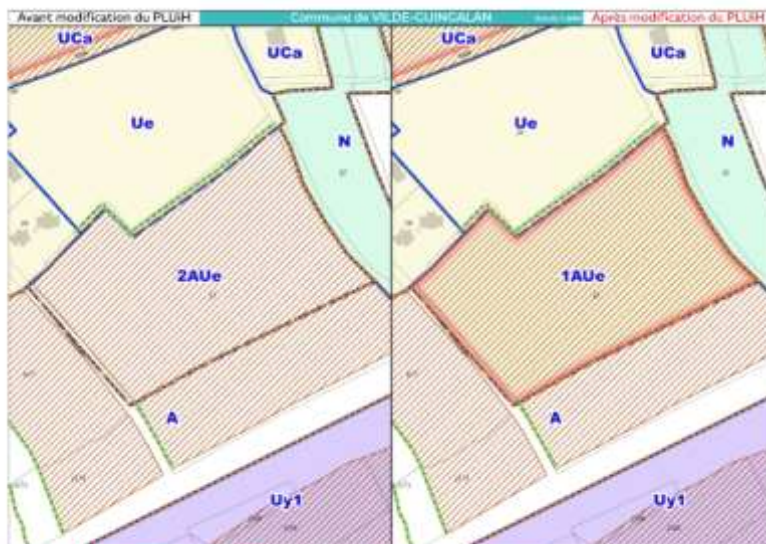 Avant modification du PLUiH
Commune de VILDE-GUINGALAN
Après modification du PLUiH
UCa
UCa
Ue
N
2AUe
A
Uy1
UCa
UCa
Ue
N
1AUe
A
Uy1